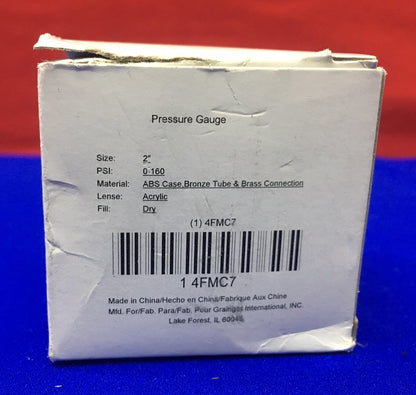 Pressure Gauge
Size: 2"
PSI: 0-160
Material: ABS Case,Bronze Tube & Brass Connection
Lense: Acrylic
Fill: Dry
(1) 4FMC7
1 4FMC7
Made in China/Hecho en China/Fabrique Aux Chine
Mfd. For/Fab. Para/Fab. Pour Grainger International, INC.
Lake Forest, IL 60045